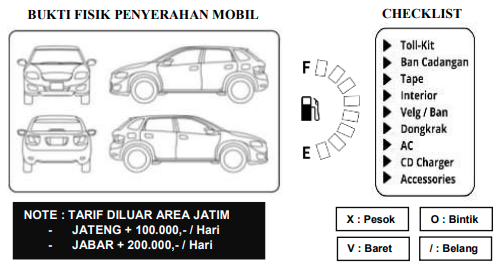 BUKTI FISIK PENYERAHAN MOBIL
F
E
NOTE : TARIF DILUAR AREA JATIM
- JATENG + 100.000,- / Hari
- JABAR + 200.000,- / Hari
CHECKLIST
Toll-Kit
Ban Cadangan
Tape
Interior
Velg / Ban
Dongkrak
AC
CD Charger
Accessories
X : Pesok
O : Bintik
V : Baret
/ : Belang